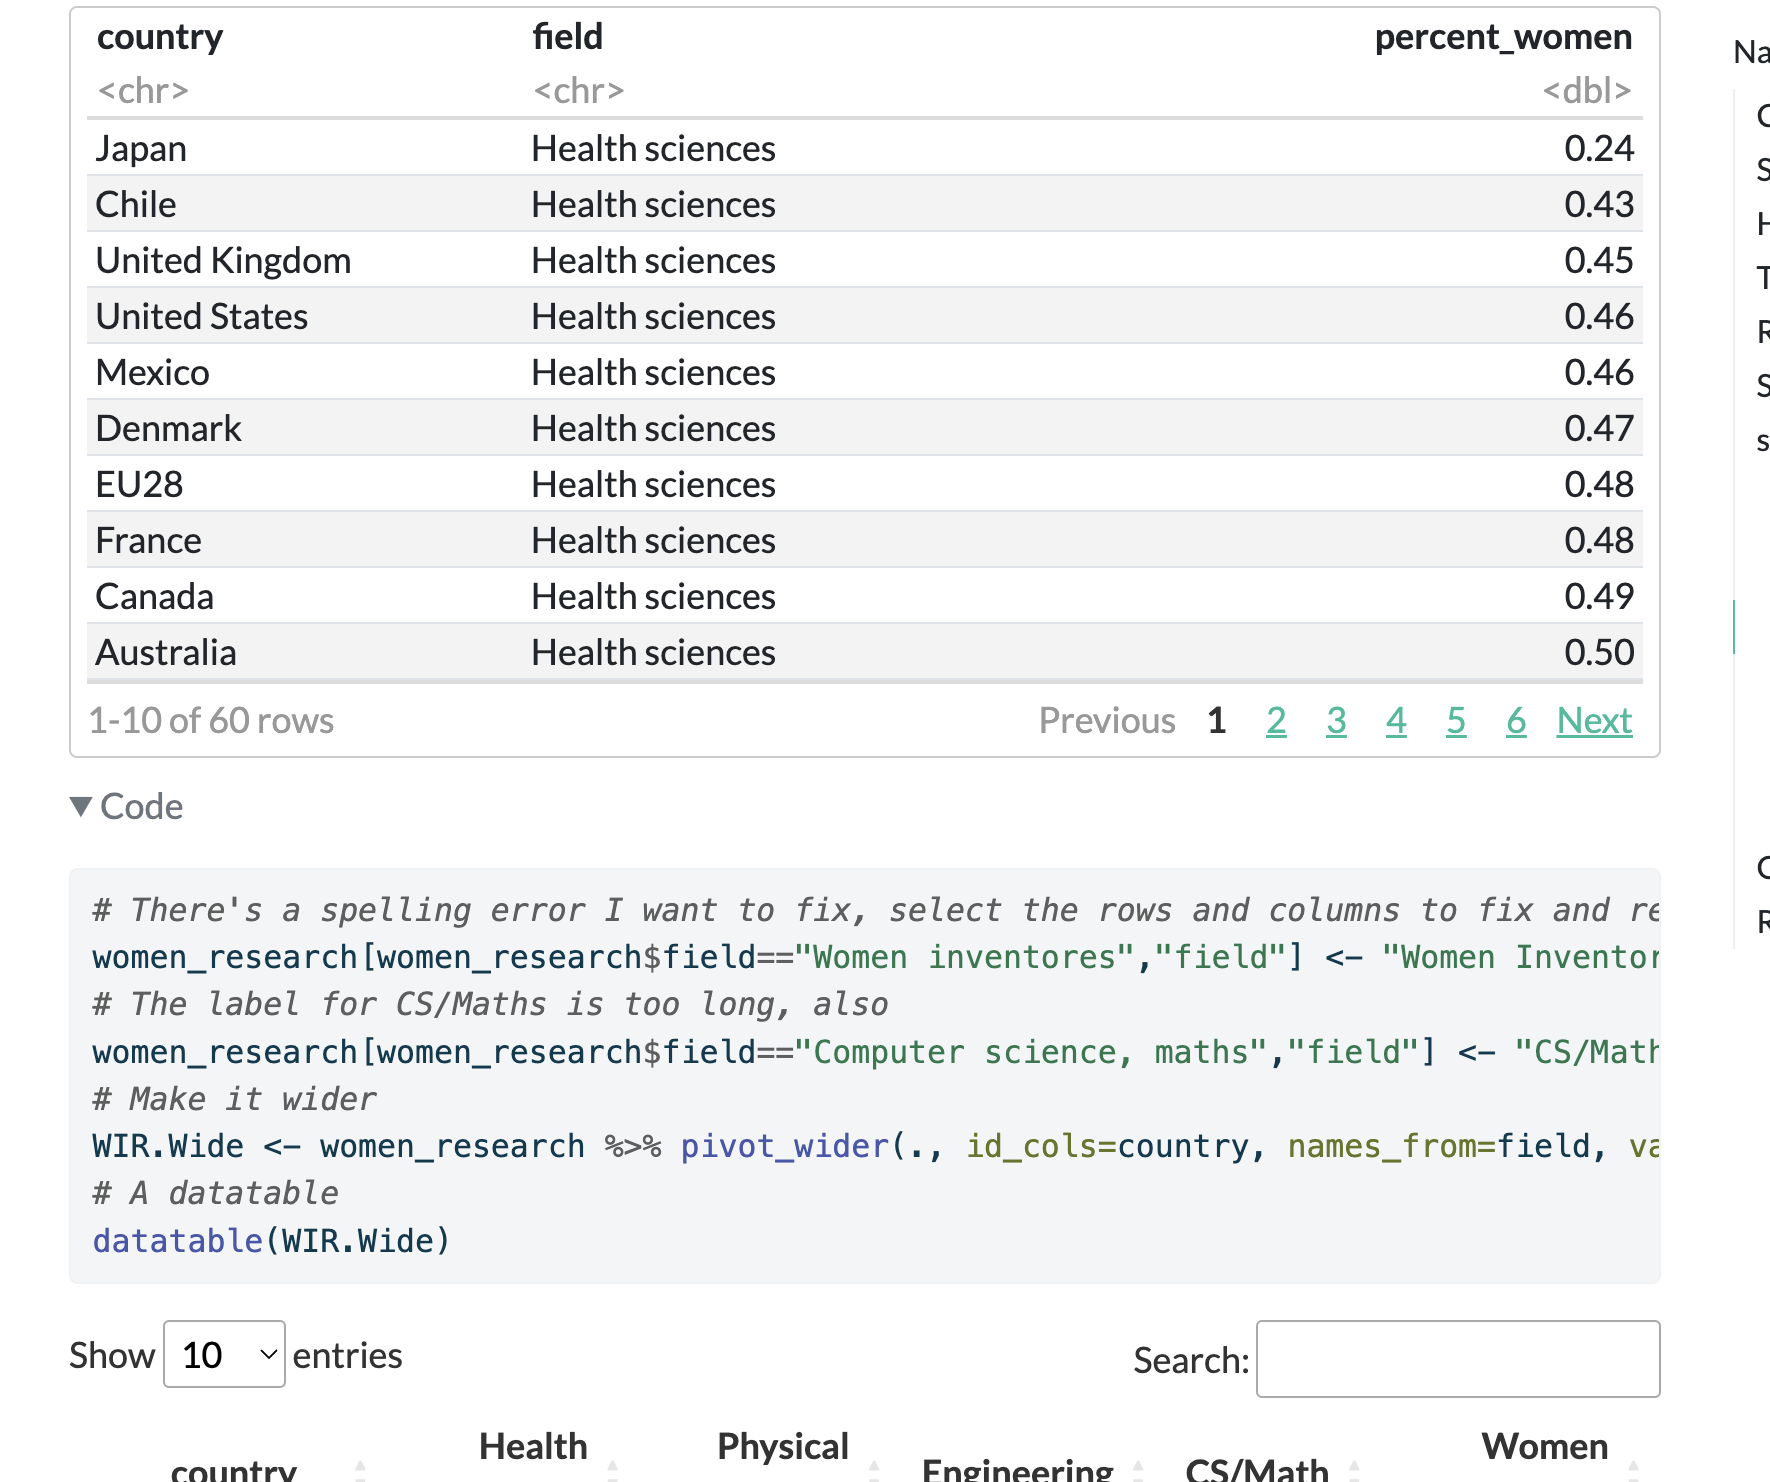 country field percent_women
<chr> <chr> <dbl>
Japan Health sciences 0.24
Chile Health sciences 0.43
United Kingdom Health sciences 0.45
United States Health sciences 0.46
Mexico Health sciences 0.46
Denmark Health sciences 0.47
EU28 Health sciences 0.48
France Health sciences 0.48
Canada Health sciences 0.49
Australia Health sciences 0.50
1-10 of 60 rows Previous 1 2 3 4 5 6 Next
▼ Code
# There's a spelling error I want to fix, select the rows and columns to fix and re
women_research[women_research$field=="Women inventores","field"] <- "Women Inventor
# The label for CS/Maths is too long, also
women_research[women_research$field=="Computer science, maths","field"] <- "CS/Math
# Make it wider
WIR.Wide <- women_research %>% pivot_wider(., id_cols=country, names_from=field, va
# A datatable
datatable(WIR.Wide)
Show 10 entries Search:
Health Physical Women
country Engineering CS/Math
Na
S
H
T
R
S
s
R